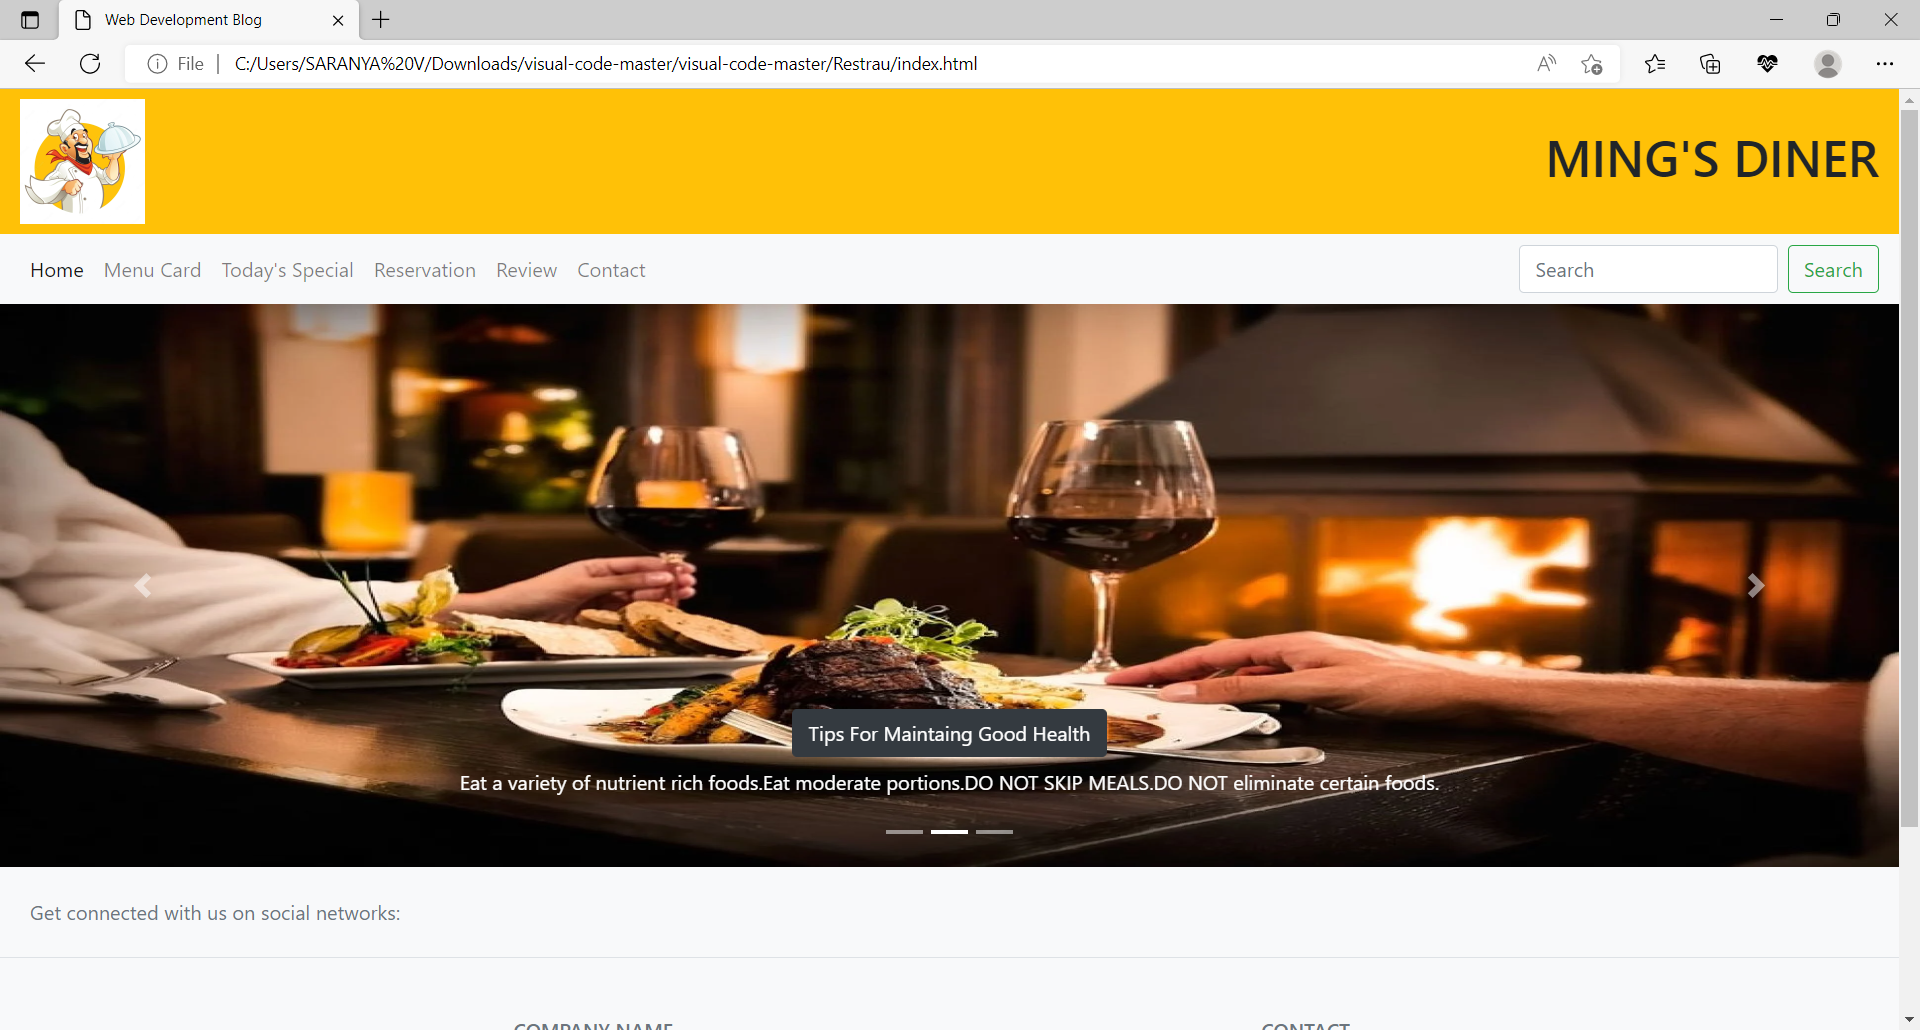 Web Development Blog
File
C:/Users/SARANYA%20V/Downloads/visual-code-master/visual-code-master/Restrau/index.html
MING'S DINER
Home Menu Card Today's Special Reservation Review Contact
Search
Search
Tips For Maintaing Good Health
Eat a variety of nutrient rich foods.Eat moderate portions.DO NOT SKIP MEALS.DO NOT eliminate certain foods.
Get connected with us on social networks:
COMPANY NAME
CONTACT